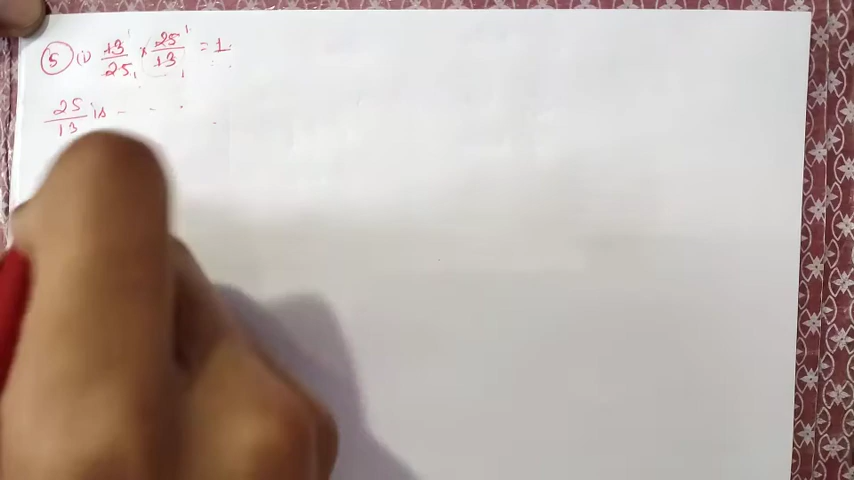 5 (i) 13/25 × 25/13 = 1
25/13 is